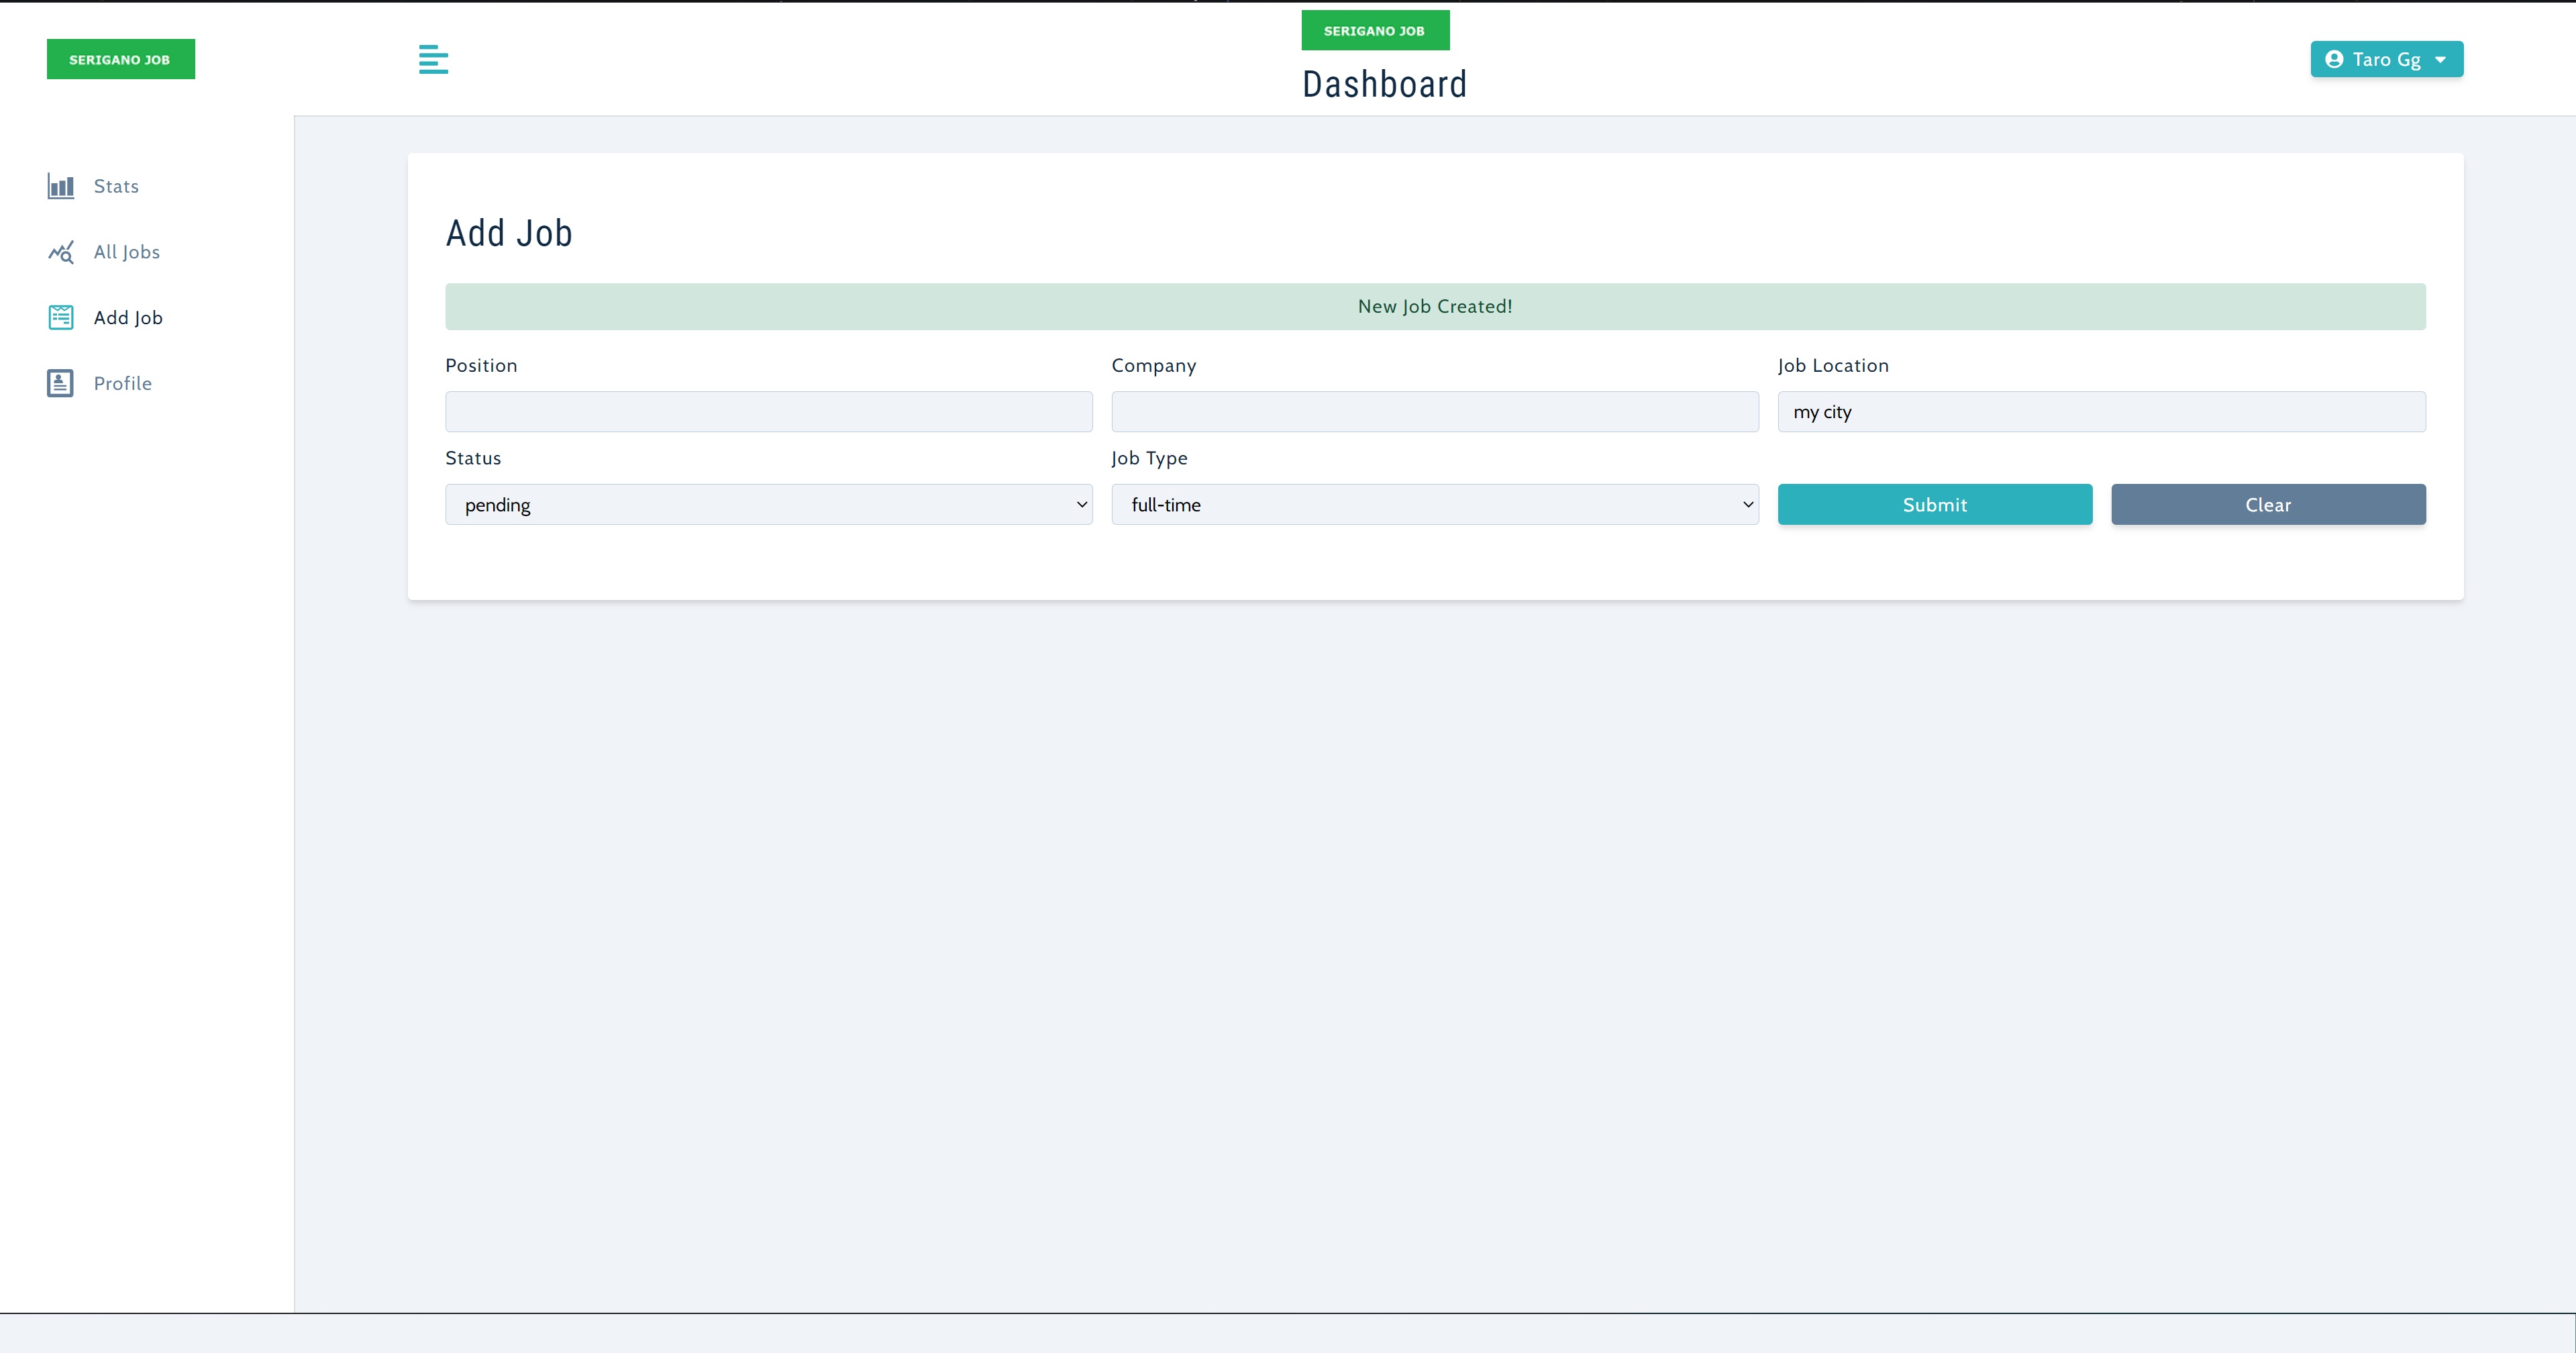 SERIGANO JOB
SERIGANO JOB
Dashboard
Taro Gg
Stats
All Jobs
Add Job
Profile
Add Job
New Job Created!
Position
Company
Job Location
my city
Status
Job Type
pending
full-time
Submit
Clear